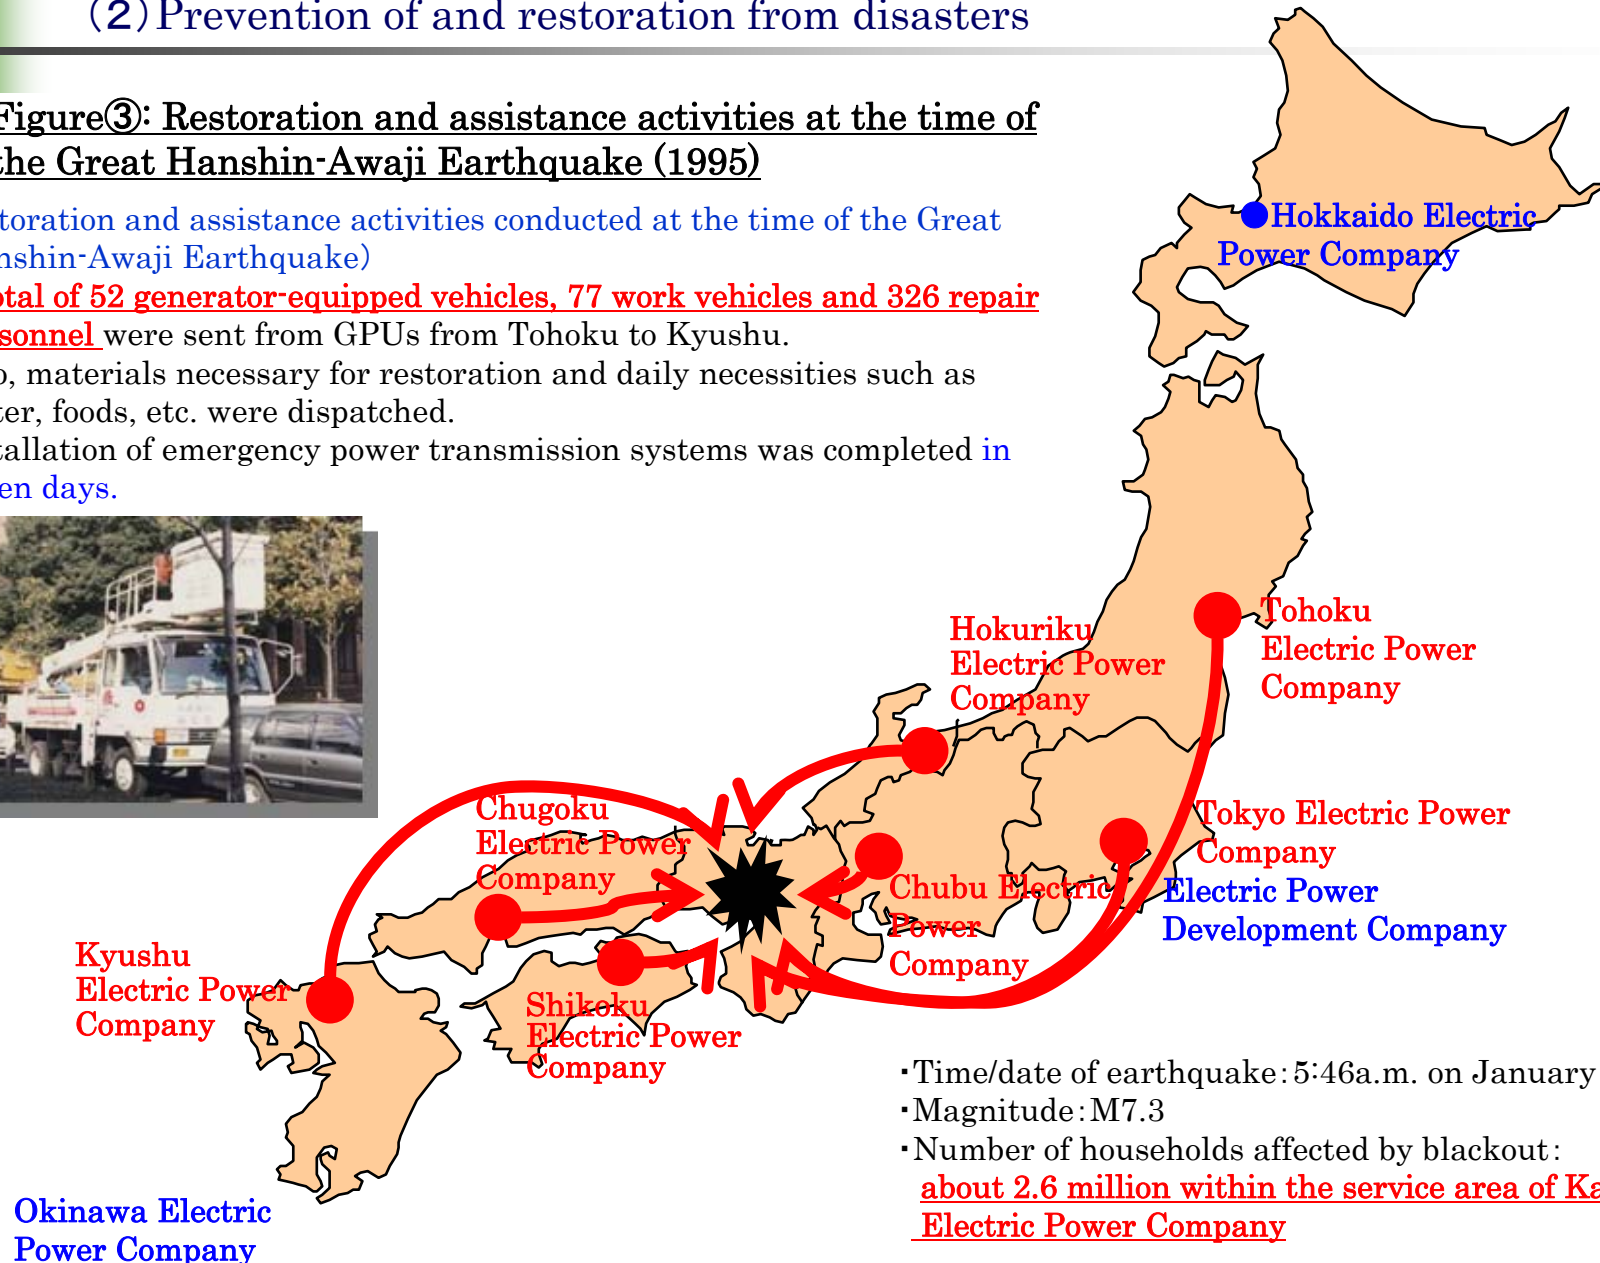 （２）Prevention of and restoration from disasters
Figure③: Restoration and assistance activities at the time of
the Great Hanshin-Awaji Earthquake (1995)
toration and assistance activities conducted at the time of the Great
nshin-Awaji Earthquake)
otal of 52 generator-equipped vehicles, 77 work vehicles and 326 repair
sonnel were sent from GPUs from Tohoku to Kyushu.
o, materials necessary for restoration and daily necessities such as
ter, foods, etc. were dispatched.
tallation of emergency power transmission systems was completed in
en days.
Hokkaido Electric
Power Company
Tohoku
Electric Power
Company
Hokuriku
Electric Power
Company
Chugoku
Electric Power
Company
Tokyo Electric Power
Company
Electric Power
Development Company
Chubu Electric
Power
Company
Kyushu
Electric Power
Company
Shikoku
Electric Power
Company
Okinawa Electric
Power Company
・Time/date of earthquake：5:46a.m. on January
・Magnitude：M7.3
・Number of households affected by blackout：
about 2.6 million within the service area of Ka
Electric Power Company